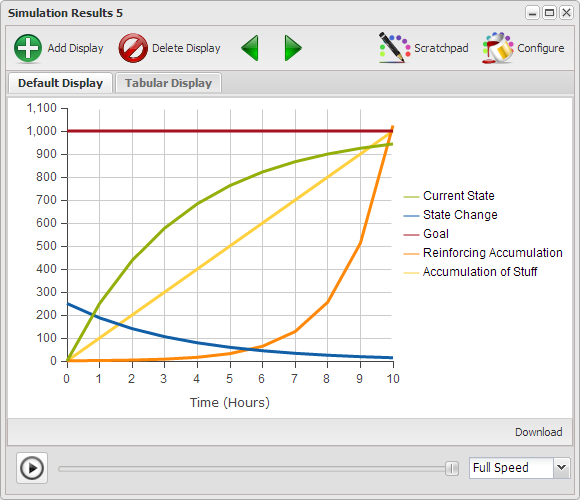 Simulation Results 5
Add Display Delete Display Scratchpad Configure
Default Display Tabular Display
1,100
1,000
900
800
700
600
500
400
300
200
100
0
0 1 2 3 4 5 6 7 8 9 10
Time (Hours)
Current State
State Change
Goal
Reinforcing Accumulation
Accumulation of Stuff
Download
Full Speed